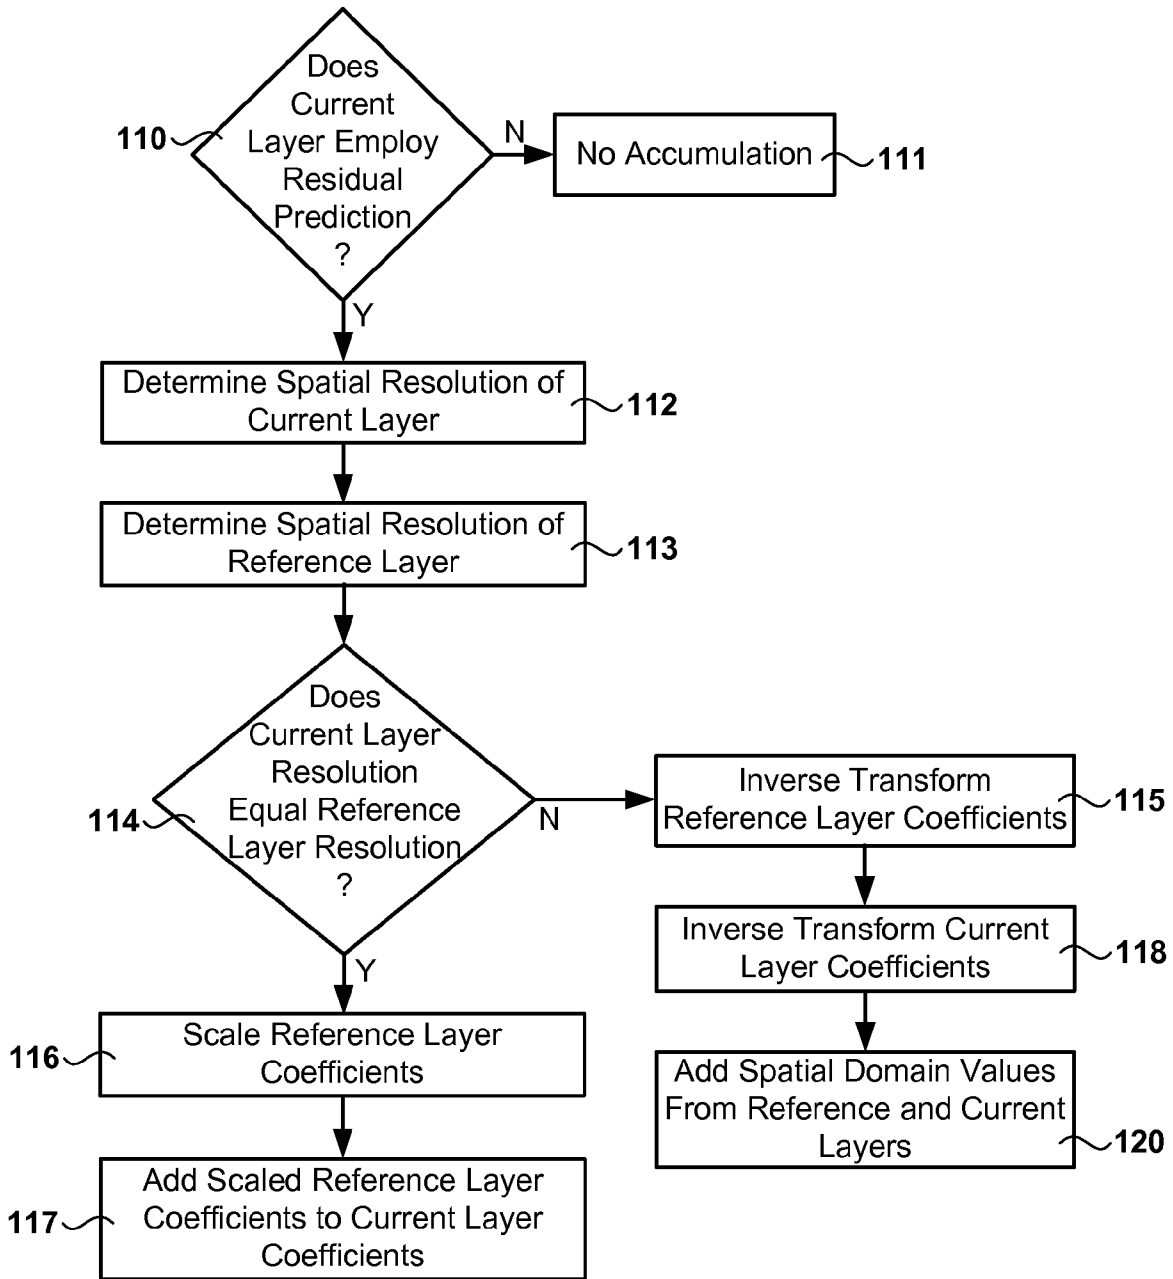 Does
Current
Layer Employ
Residual
Prediction
?
110
N
No Accumulation
111
Y
Determine Spatial Resolution of
Current Layer
112
Determine Spatial Resolution of
Reference Layer
113
Does
Current Layer
Resolution
Equal Reference
Layer Resolution
?
114
N
Inverse Transform
Reference Layer Coefficients
115
Inverse Transform Current
Layer Coefficients
118
Add Spatial Domain Values
From Reference and Current
Layers
120
Y
Scale Reference Layer
Coefficients
116
Add Scaled Reference Layer
Coefficients to Current Layer
Coefficients
117